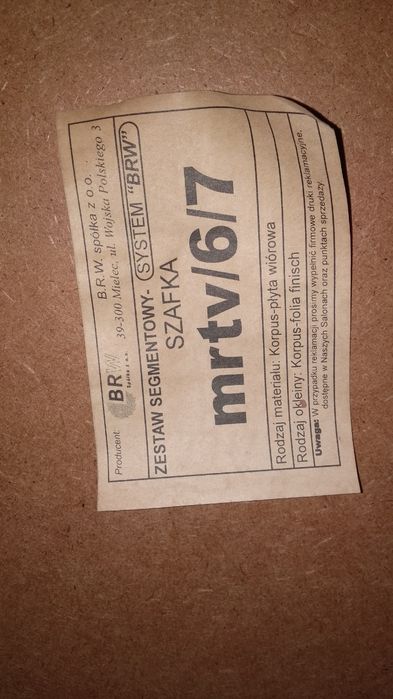 Producent:
BRW
Spółka z o.o.
B.R.W. spółka z o.o.
39-300 Mielec, ul. Wojska Polskiego 3
ZESTAW SEGMENTOWY- SYSTEM "BRW"
SZAFKA
mrtv/6/7
Rodzaj materiału: Korpus-płyta wiórowa
Rodzaj okleiny: Korpus-folia finisch
Uwaga: W przypadku reklamacji prosimy wypełnić firmowe druki reklamacyjne,
dostępne w Naszych Salonach oraz punktach sprzedaży